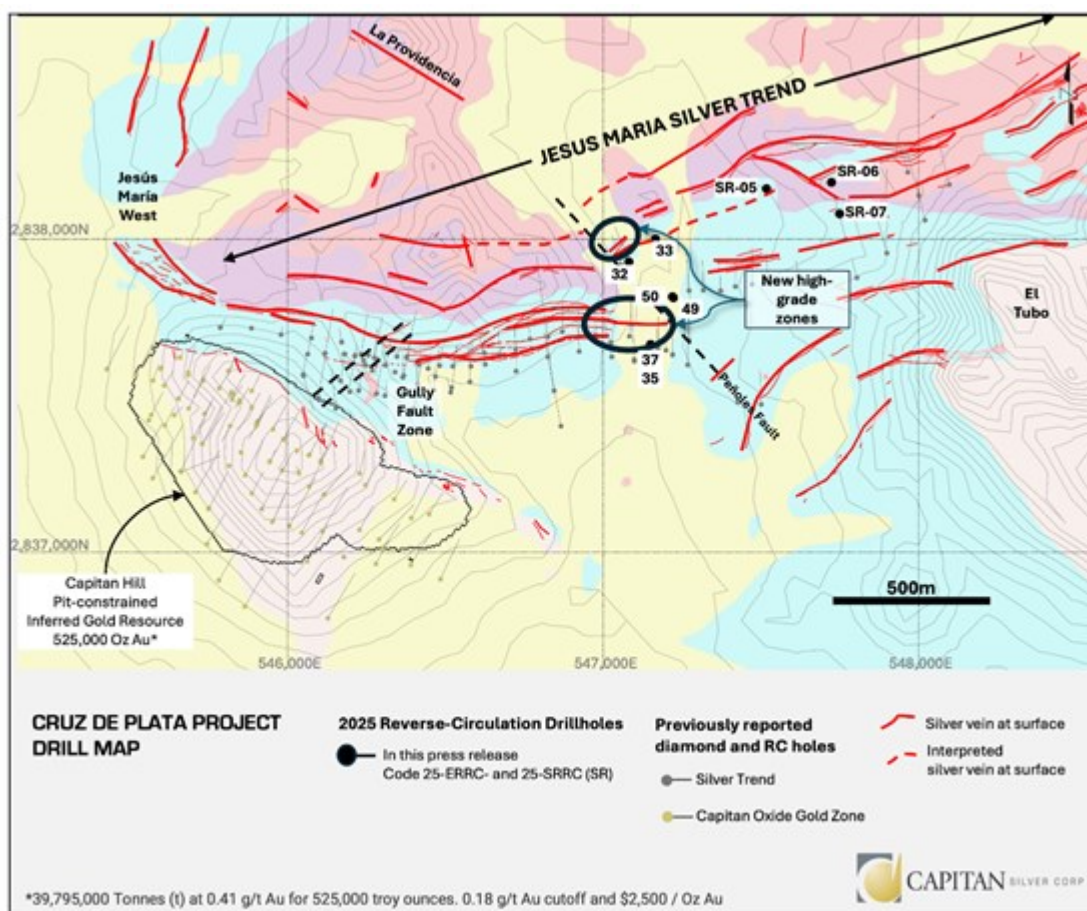 La Providencia
JESUS MARIA SILVER TREND
Jesús
María
West
SR-05
SR-06
SR-07
2,838,000N
33
32
New high-
grade
zones
El
Tubo
50
49
37
35
Gully
Fault
Zone
Peñoles Fault
2,837,000N
Capitan Hill
Pit-constrained
Inferred Gold Resource
525,000 Oz Au*
500m
546,000E
547,000E
548,000E
CRUZ DE PLATA PROJECT
DRILL MAP
2025 Reverse-Circulation Drillholes
In this press release
Code 25-ERRC- and 25-SRRC (SR)
Previously reported
diamond and RC holes
Silver Trend
Capitan Oxide Gold Zone
Silver vein at surface
Interpreted
silver vein at surface
*39,795,000 Tonnes (t) at 0.41 g/t Au for 525,000 troy ounces. 0.18 g/t Au cutoff and $2,500 / Oz Au
CAPITAN SILVER CORP